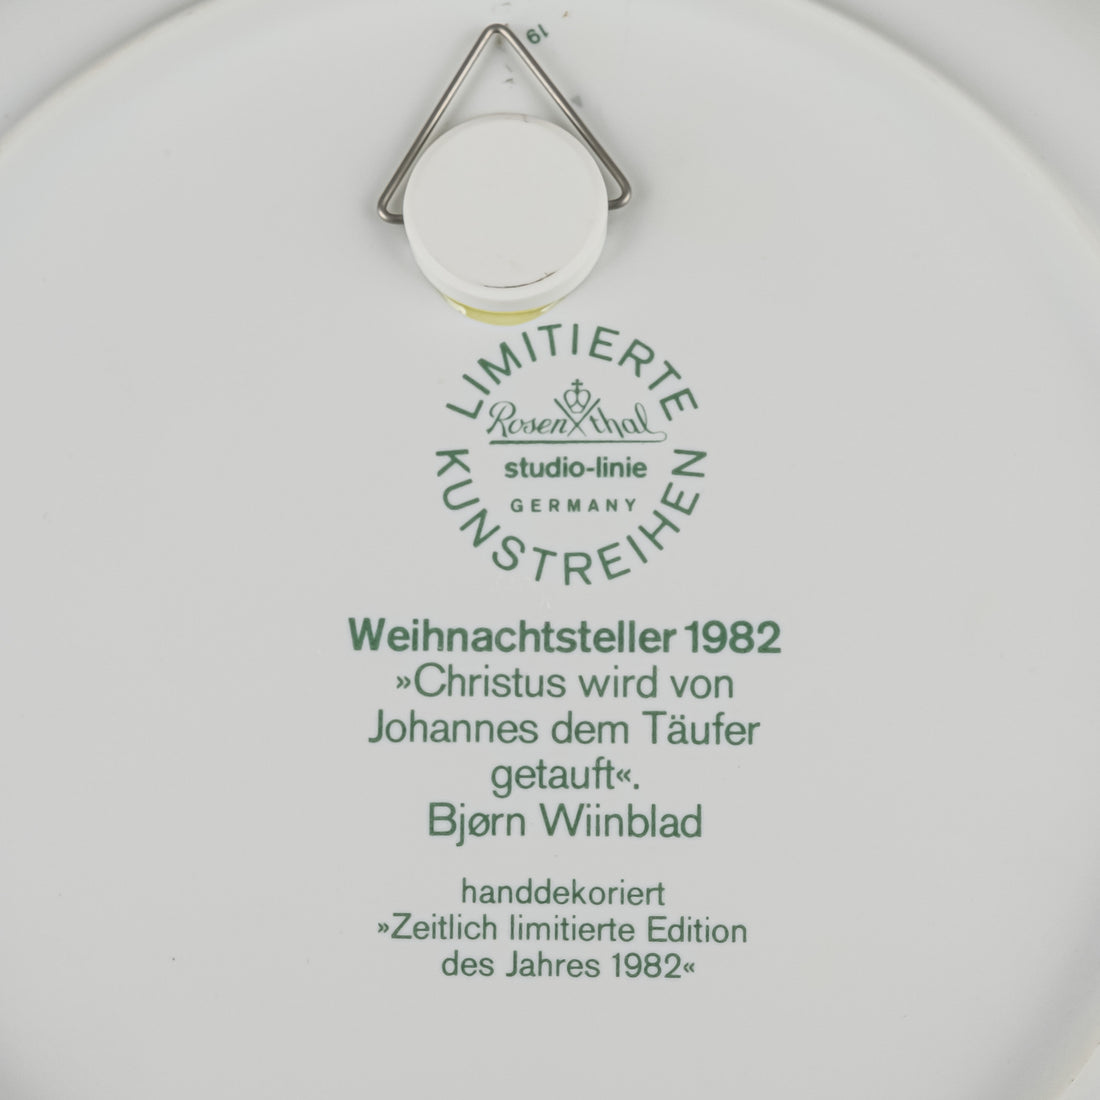 19
LIMITIERTE
Rosenthal
studio-linie
GERMANY
KUNSTREIHEN
Weihnachtsteller 1982
»Christus wird von
Johannes dem Täufer
getauft«.
Bjørn Wiinblad
handdekoriert
»Zeitlich limitierte Edition
des Jahres 1982«